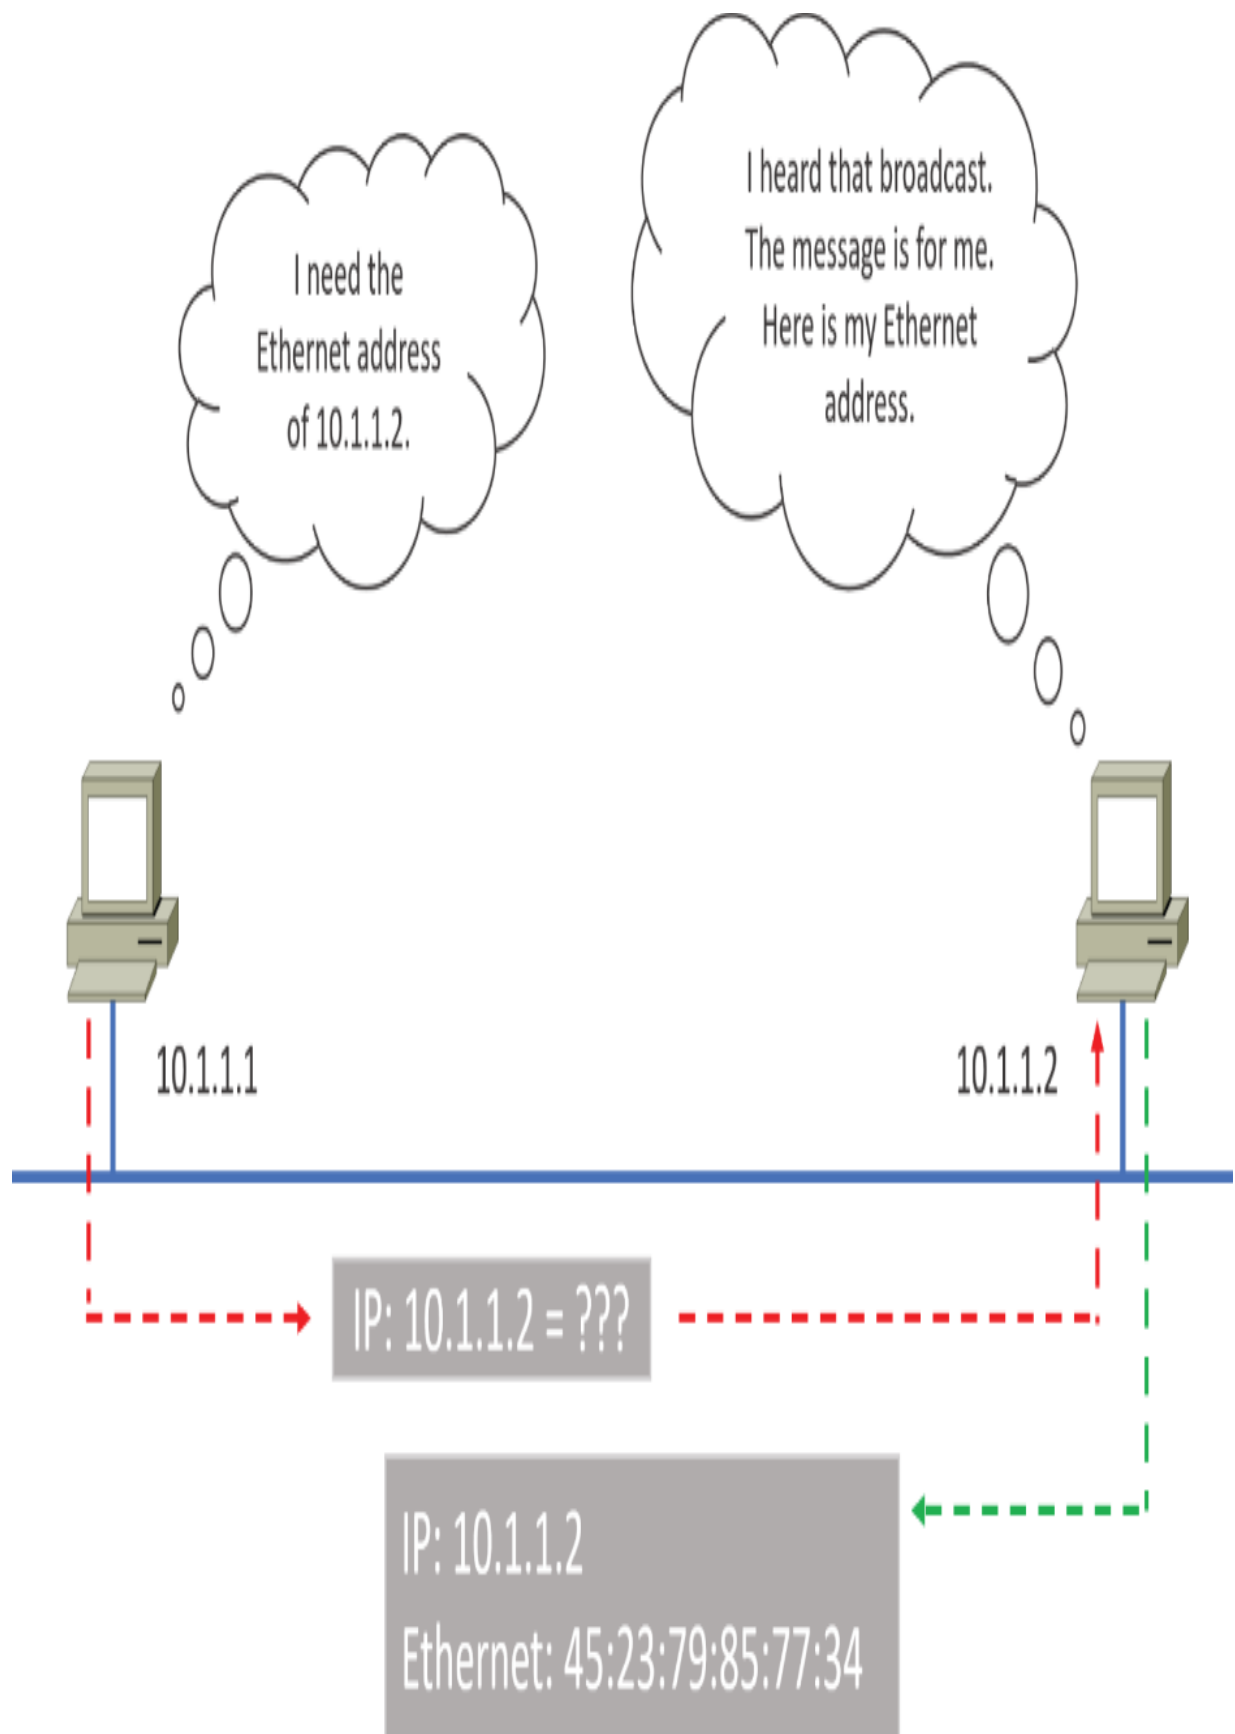 I need the
Ethernet address
of 10.1.1.2.
I heard that broadcast.
The message is for me.
Here is my Ethernet
address.
10.1.1.1
10.1.1.2
IP: 10.1.1.2 = ???
IP: 10.1.1.2
Ethernet: 45:23:79:85:77:34